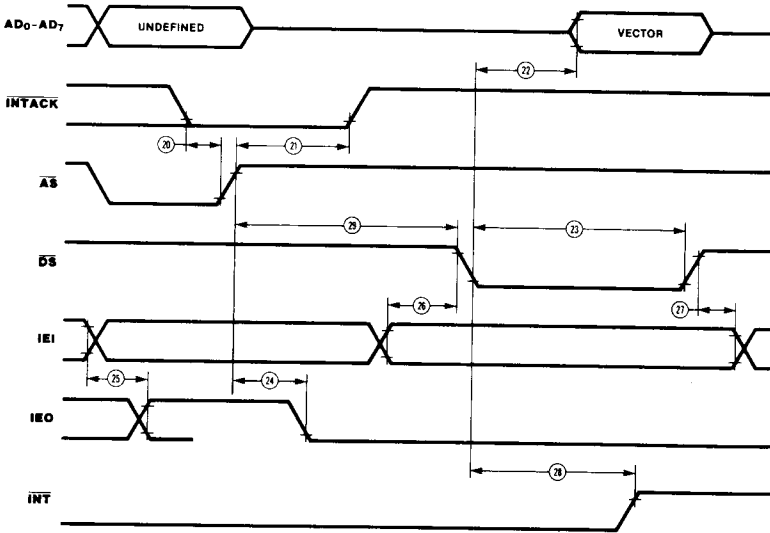 AD₀-AD₇
UNDEFINED
VECTOR
22
INTACK
20
21
AS
29
23
DS
26
27
IEI
25
24
IEO
28
INT